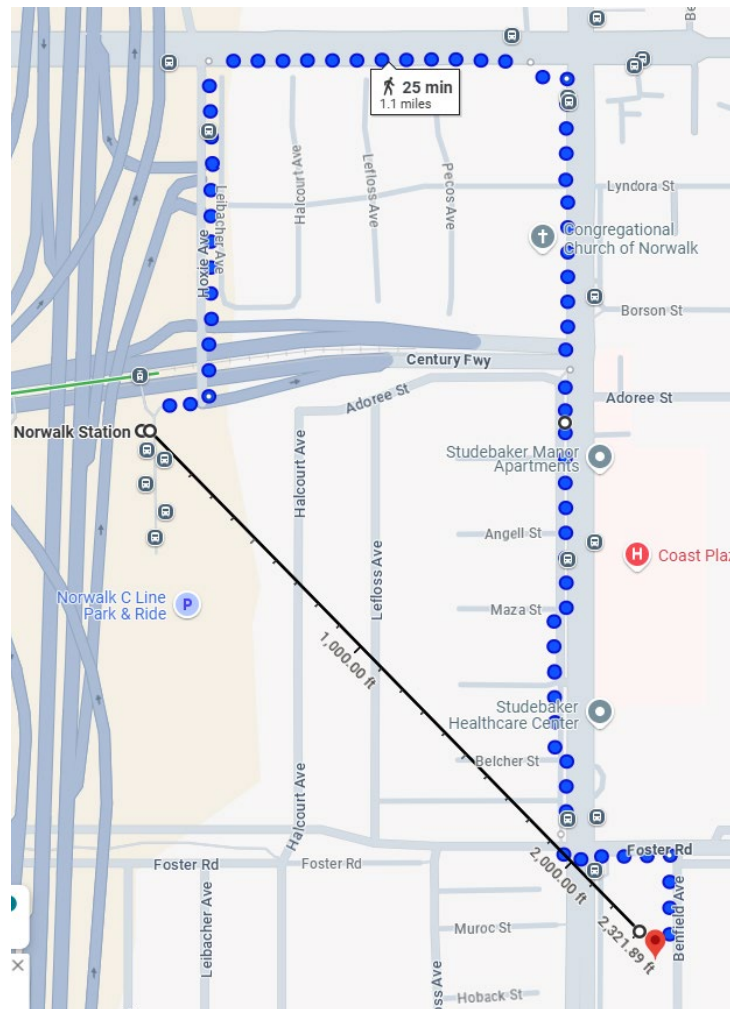 Be
25 min
1.1 miles
Lyndora St
Halcourt Ave
Lefloss Ave
Pecos Ave
Leibacher Ave
Hoxie Ave
Congregational
Church of Norwalk
Borson St
Century Fwy
Adoree St
Adoree St
Norwalk Station
Studebaker Manor
Apartments
Halcourt Ave
Angell St
H
Coast Plaz
Lefloss Ave
Norwalk C Line
Park & Ride
P
Maza St
1,000.00 ft
Studebaker
Healthcare Center
Belcher St
Halcourt Ave
Foster Rd
Foster Rd
Foster Rd
2,000.00 ft
2,321.89 ft
Leibacher Ave
Muroc St
Benfield Ave
Lefloss Ave
Hoback St